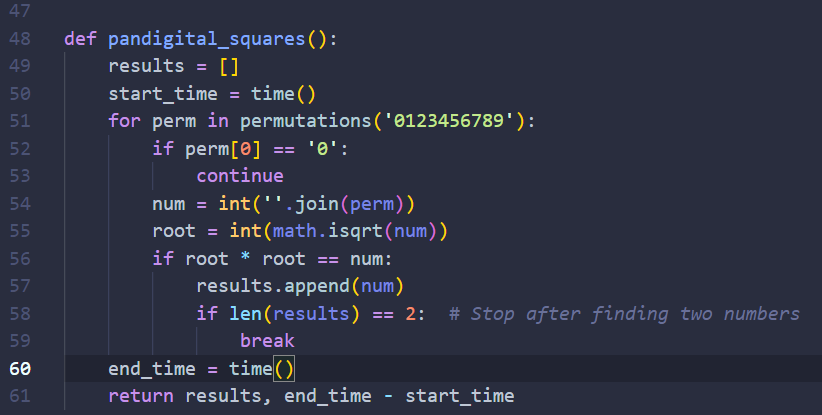 47
48 def pandigital_squares():
49     results = []
50     start_time = time()
51     for perm in permutations('0123456789'):
52         if perm[0] == '0':
53             continue
54         num = int(''.join(perm))
55         root = int(math.isqrt(num))
56         if root * root == num:
57             results.append(num)
58             if len(results) == 2:  # Stop after finding two numbers
59                 break
60     end_time = time()
61     return results, end_time - start_time